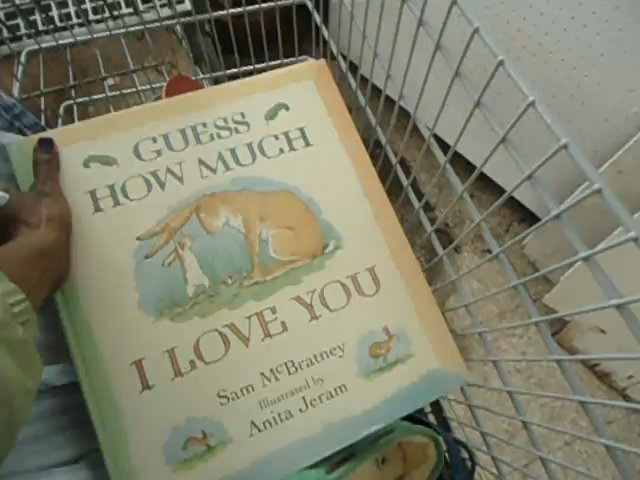 GUESS
HOW MUCH
I LOVE YOU
Sam McBratney
Illustrated by
Anita Jeram